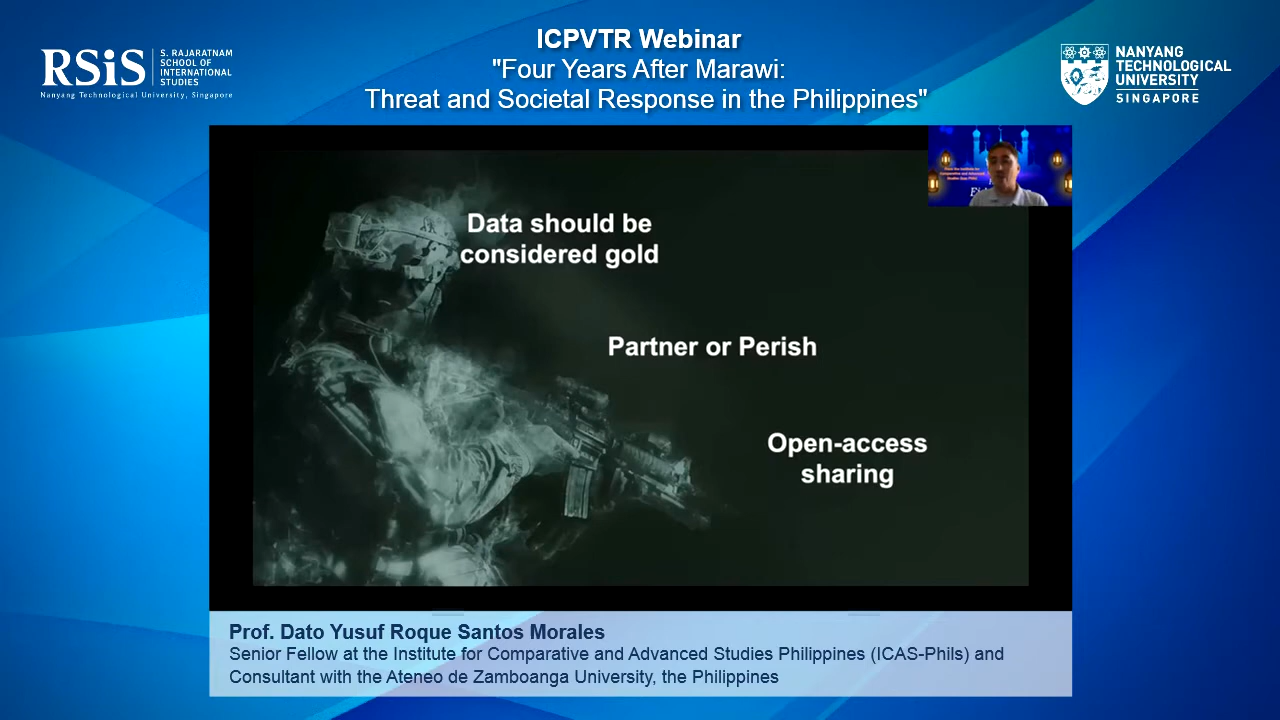 RSiS
S. RAJARATNAM
SCHOOL OF
INTERNATIONAL
STUDIES
Nanyang Technological University, Singapore
ICPVTR Webinar
"Four Years After Marawi:
Threat and Societal Response in the Philippines"
NANYANG
TECHNOLOGICAL
UNIVERSITY
SINGAPORE
Data should be
considered gold
Partner or Perish
Open-access
sharing
Prof. Dato Yusuf Roque Santos Morales
Senior Fellow at the Institute for Comparative and Advanced Studies Philippines (ICAS-Phils) and
Consultant with the Ateneo de Zamboanga University, the Philippines